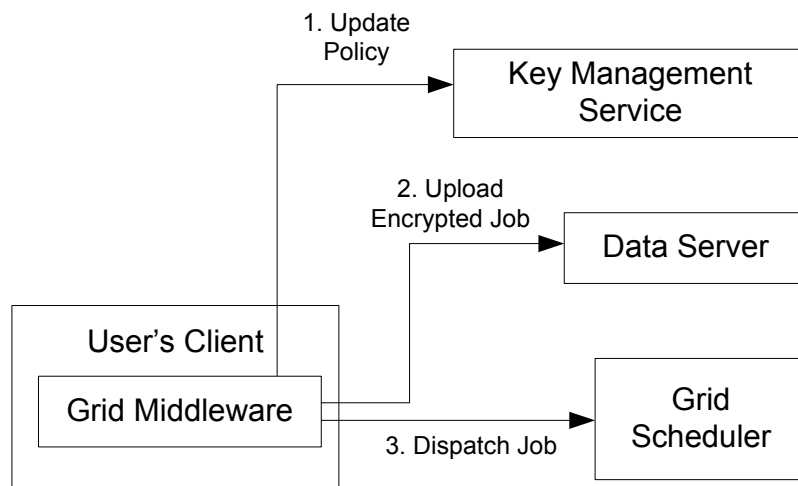 1. Update
Policy
Key Management
Service
2. Upload
Encrypted Job
Data Server
User’s Client
Grid Middleware
Grid
Scheduler
3. Dispatch Job